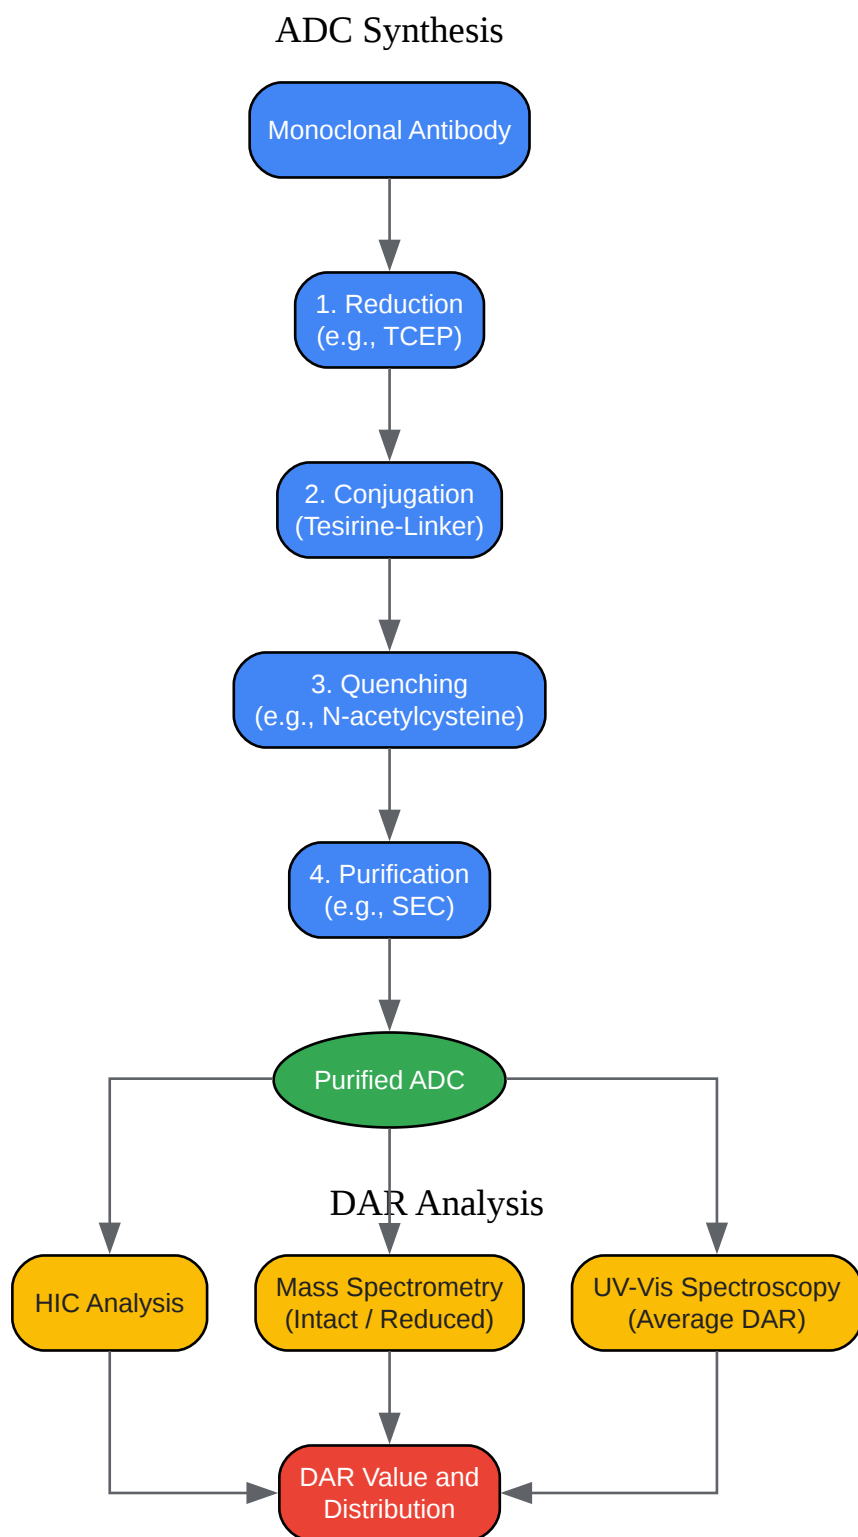 ADC Synthesis
Monoclonal Antibody
1. Reduction
(e.g., TCEP)
2. Conjugation
(Tesirine-Linker)
3. Quenching
(e.g., N-acetylcysteine)
4. Purification
(e.g., SEC)
Purified ADC
DAR Analysis
HIC Analysis
Mass Spectrometry
(Intact / Reduced)
UV-Vis Spectroscopy
(Average DAR)
DAR Value and
Distribution